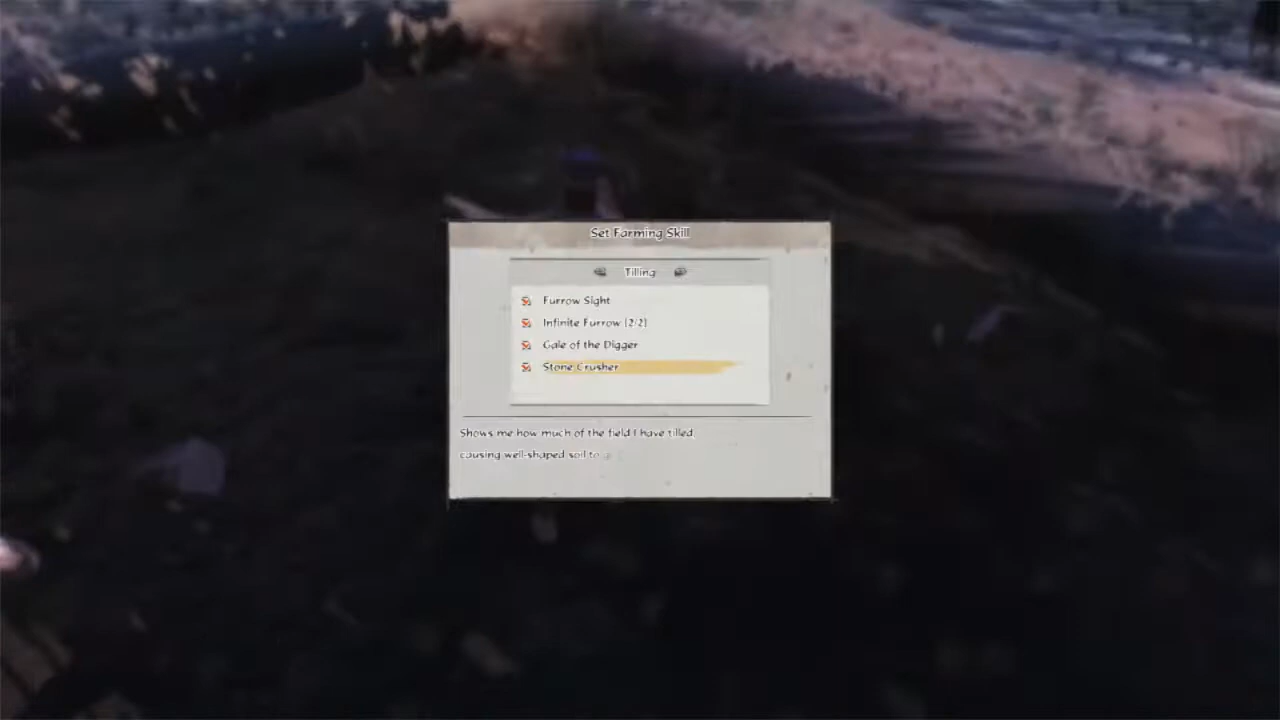 Set Farming Skill
Tilling
Furrow Sight
Infinite Furrow (2/2)
Gale of the Digger
Stone Crusher
Shows me how much of the field I have tilled,
causing well-shaped soil to